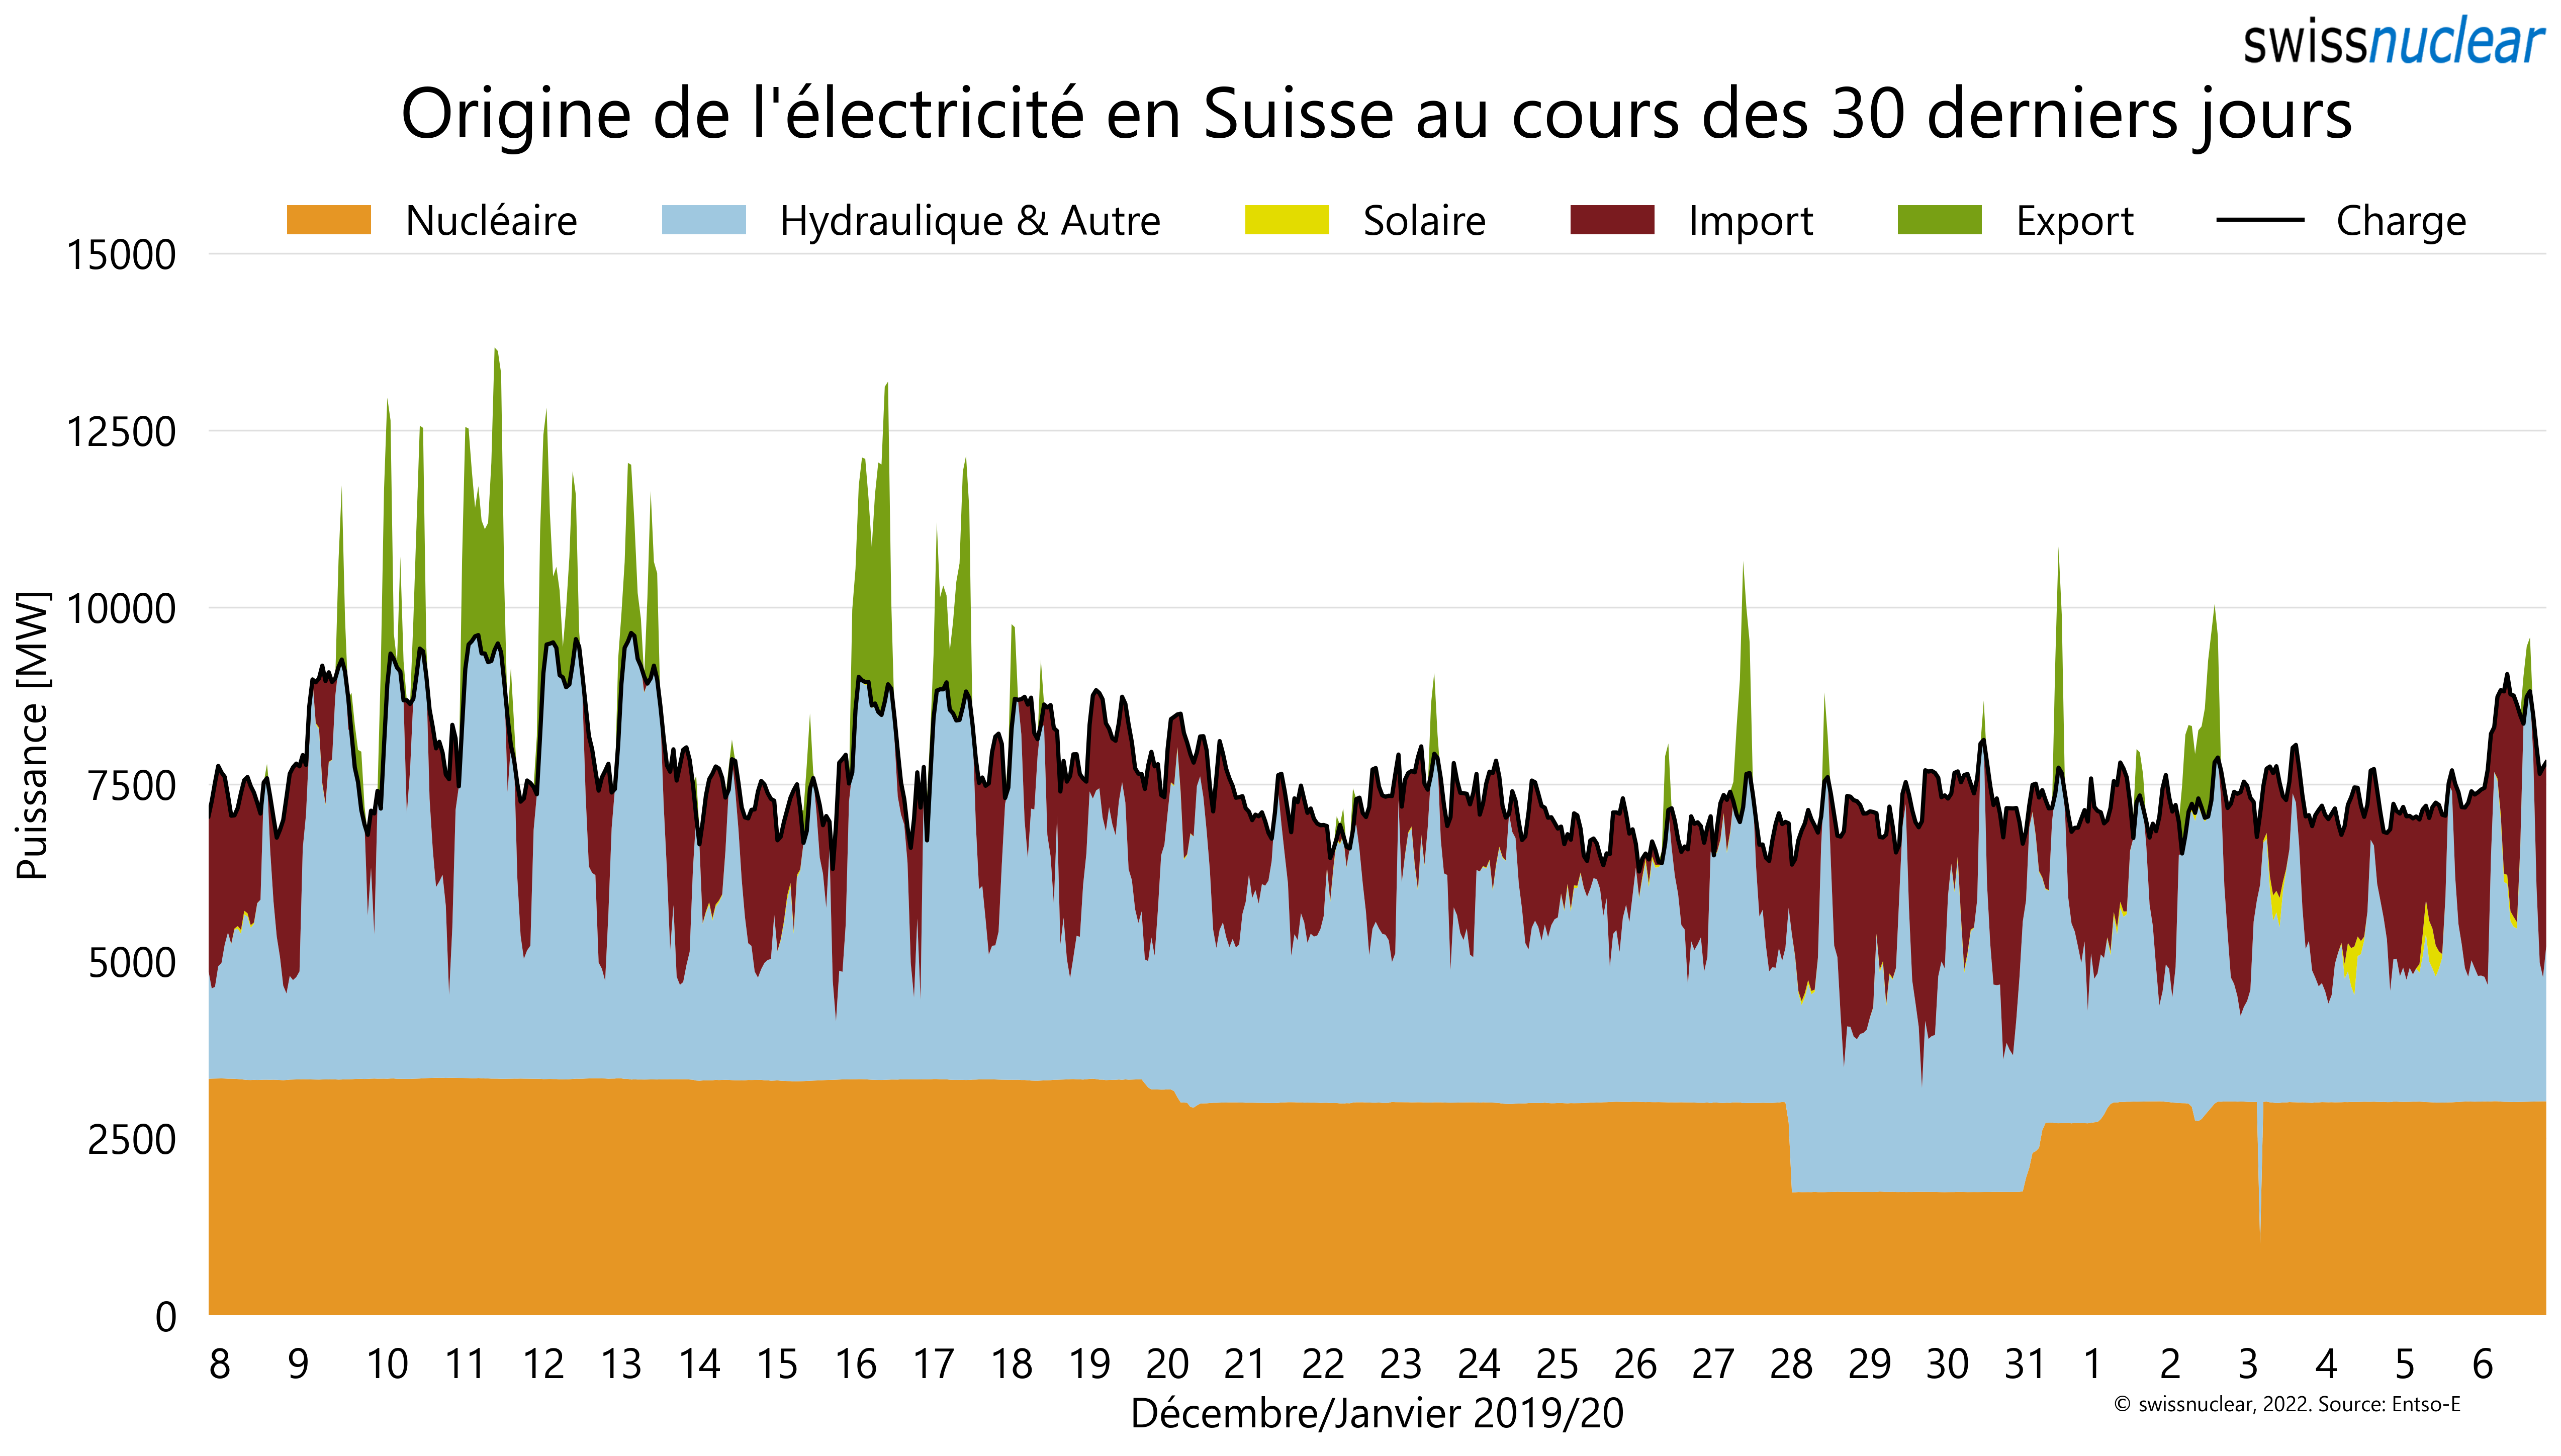 swissnuclear
Origine de l'électricité en Suisse au cours des 30 derniers jours
Nucléaire Hydraulique & Autre Solaire Import Export Charge
15000
12500
10000
7500
5000
2500
0
Puissance [MW]
8 9 10 11 12 13 14 15 16 17 18 19 20 21 22 23 24 25 26 27 28 29 30 31 1 2 3 4 5 6
Décembre/Janvier 2019/20
© swissnuclear, 2022. Source: Entso-E